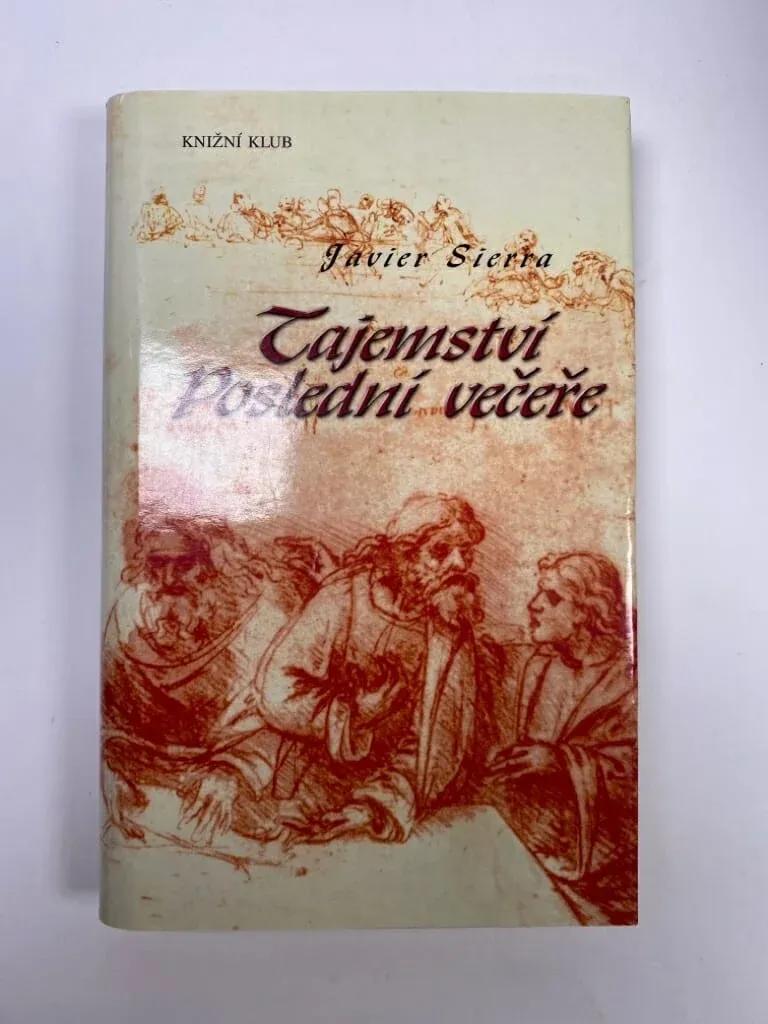 KNIŽNÍ KLUB
Javier Sierra
Tajemství
Poslední večeře